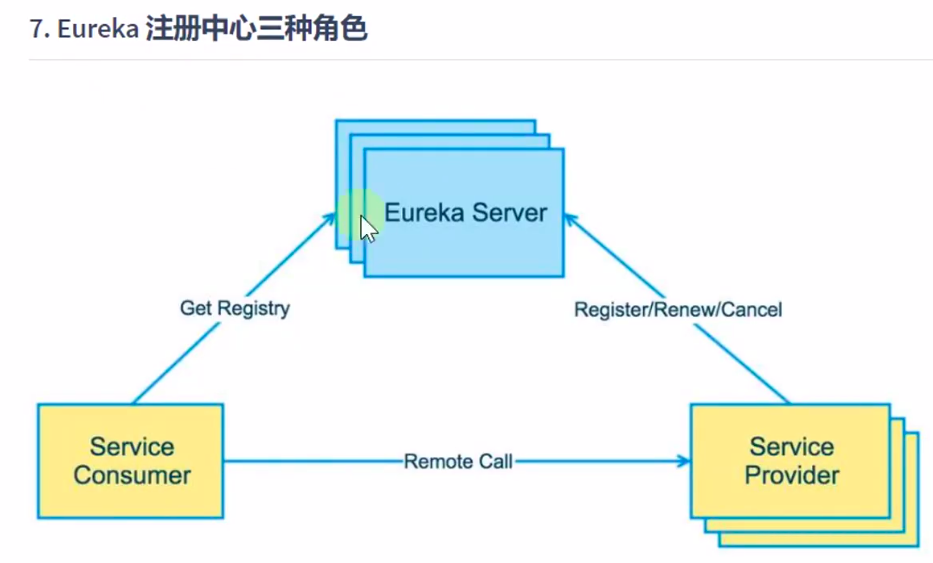 7. Eureka 注册中心三种角色
Eureka Server
Get Registry
Register/Renew/Cancel
Service
Consumer
Remote Call
Service
Provider